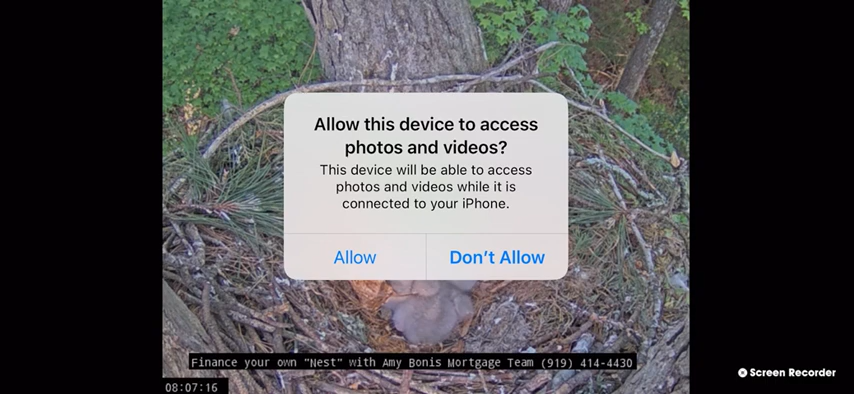 Allow this device to access
photos and videos?
This device will be able to access
photos and videos while it is
connected to your iPhone.
Allow
Don't Allow
Finance your own "Nest" with Amy Bonis Mortgage Team (919) 414-4430
Screen Recorder
08:07:16